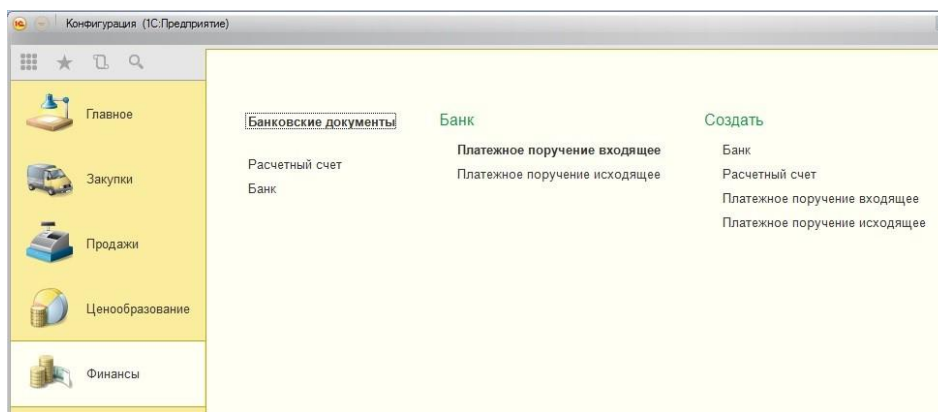 Конфигурация (1С:Предприятие)
Главное
Закупки
Продажи
Ценообразование
Финансы
Банковские документы
Расчетный счет
Банк
Банк
Платежное поручение входящее
Платежное поручение исходящее
Создать
Банк
Расчетный счет
Платежное поручение входящее
Платежное поручение исходящее